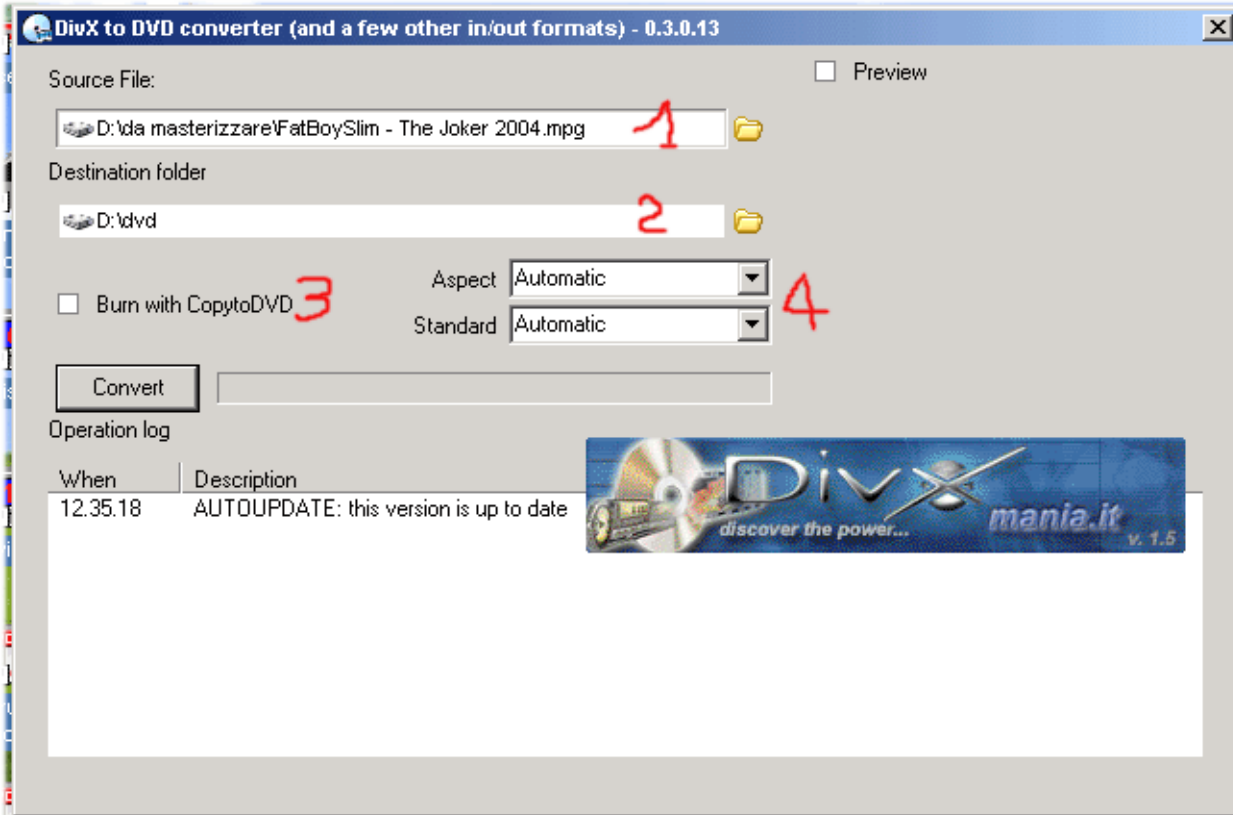 DivX to DVD converter (and a few other in/out formats) - 0.3.0.13
Source File:
Preview
D:\da masterizzare\FatBoySlim - The Joker 2004.mpg
1
Destination folder
D:\dvd
2
Burn with CopytoDVD
3
Aspect
Automatic
Standard
Automatic
4
Convert
Operation log
When Description
12.35.18 AUTOUPDATE: this version is up to date
DivX
mania.it
discover the power...
v. 1.5